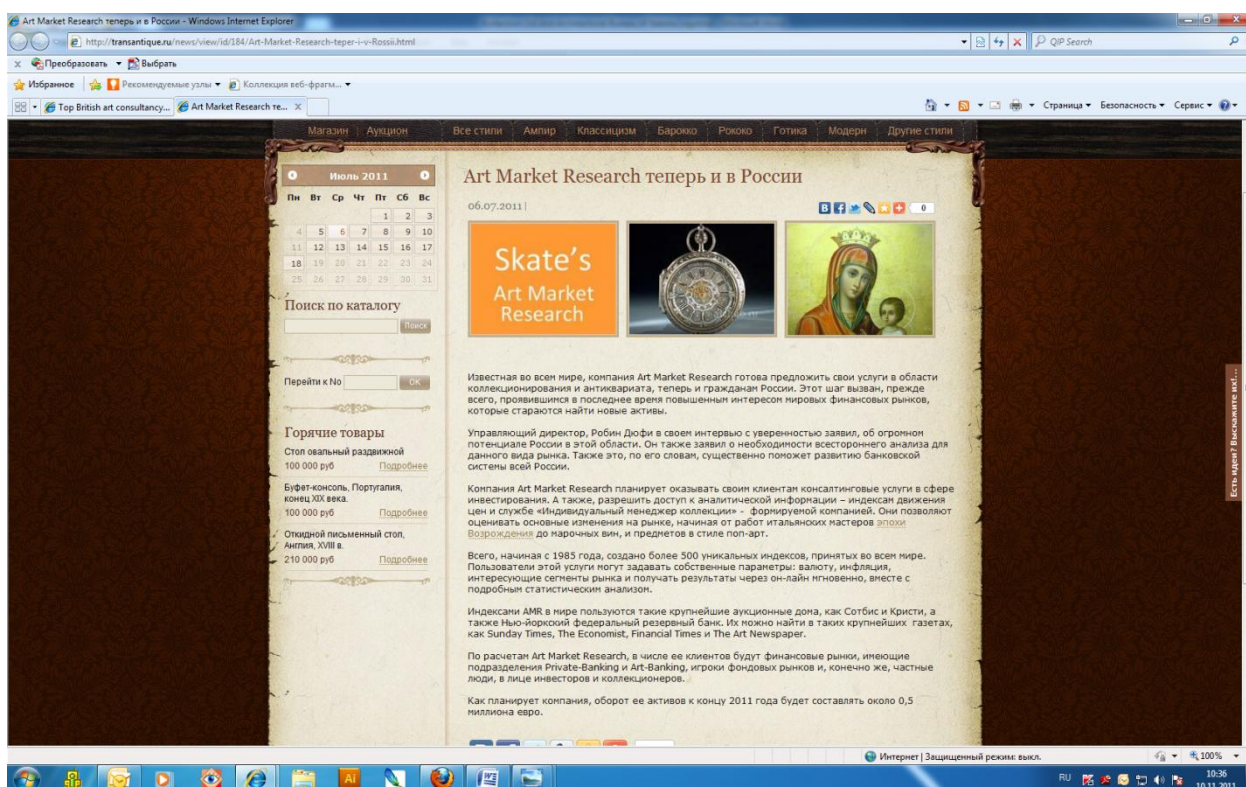 Art Market Research теперь и в России - Windows Internet Explorer
http://transantique.ru/news/view/id/184/Art-Market-Research-teper-i-v-Rossii.html
QIP Search
x Преобразовать Выбрать
Избранное Рекомендуемые узлы Коллекция веб-фрагм...
Top British art consultancy... Art Market Research те... X
Страница Безопасность Сервис
Магазин Аукцион Все стили Ампир Классицизм Барокко Рококо Готика Модерн Другие стили
Июль 2011
Пн Вт Ср Чт Пт Сб Вс
1 2 3
4 5 6 7 8 9 10
11 12 13 14 15 16 17
18 19 20 21 22 23 24
25 26 27 28 29 30 31
Поиск по каталогу
Поиск
Перейти к No OK
Горячие товары
Стол овальный раздвижной
100 000 руб Подробнее
Буфет-консоль, Португалия,
конец XIX века.
100 000 руб Подробнее
Откидной письменный стол,
Англия, XVIII в.
210 000 руб Подробнее
Art Market Research теперь и в России
06.07.2011|
0
Skate's
Art Market
Research
Известная во всем мире, компания Art Market Research готова предложить свои услуги в области
коллекционирования и антиквариата, теперь и гражданам России. Этот шаг вызван, прежде
всего, проявившимся в последнее время повышенным интересом мировых финансовых рынков,
которые стараются найти новые активы.
Управляющий директор, Робин Дюфи в своем интервью с уверенностью заявил, об огромном
потенциале России в этой области. Он также заявил о необходимости всестороннего анализа для
данного вида рынка. Также это, по его словам, существенно поможет развитию банковской
системы всей России.
Компания Art Market Research планирует оказывать своим клиентам консалтинговые услуги в сфере
инвестирования. А также, разрешить доступ к аналитической информации – индексам движения
цен и службе «Индивидуальный менеджер коллекции» - формируемой компанией. Они позволяют
оценивать основные изменения на рынке, начиная от работ итальянских мастеров эпохи
Возрождения до марочных вин, и предметов в стиле поп-арт.
Всего, начиная с 1985 года, создано более 500 уникальных индексов, принятых во всем мире.
Пользователи этой услуги могут задавать собственные параметры: валюту, инфляция,
интересующие сегменты рынка и получать результаты через он-лайн мгновенно, вместе с
подробным статистическим анализом.
Индексами AMR в мире пользуются такие крупнейшие аукционные дома, как Сотбис и Кристи, а
также Нью-йоркский федеральный резервный банк. Их можно найти в таких крупнейших газетах,
как Sunday Times, The Economist, Financial Times и The Art Newspaper.
По расчетам Art Market Research, в числе ее клиентов будут финансовые рынки, имеющие
подразделения Private-Banking и Art-Banking, игроки фондовых рынков и, конечно же, частные
люди, в лице инвесторов и коллекционеров.
Как планирует компания, оборот ее активов к концу 2011 года будет составлять около 0,5
миллиона евро.
Есть идеи? Выскажите их!...
Интернет | Защищенный режим: выкл.
100%
RU
10:36
10.11.2011